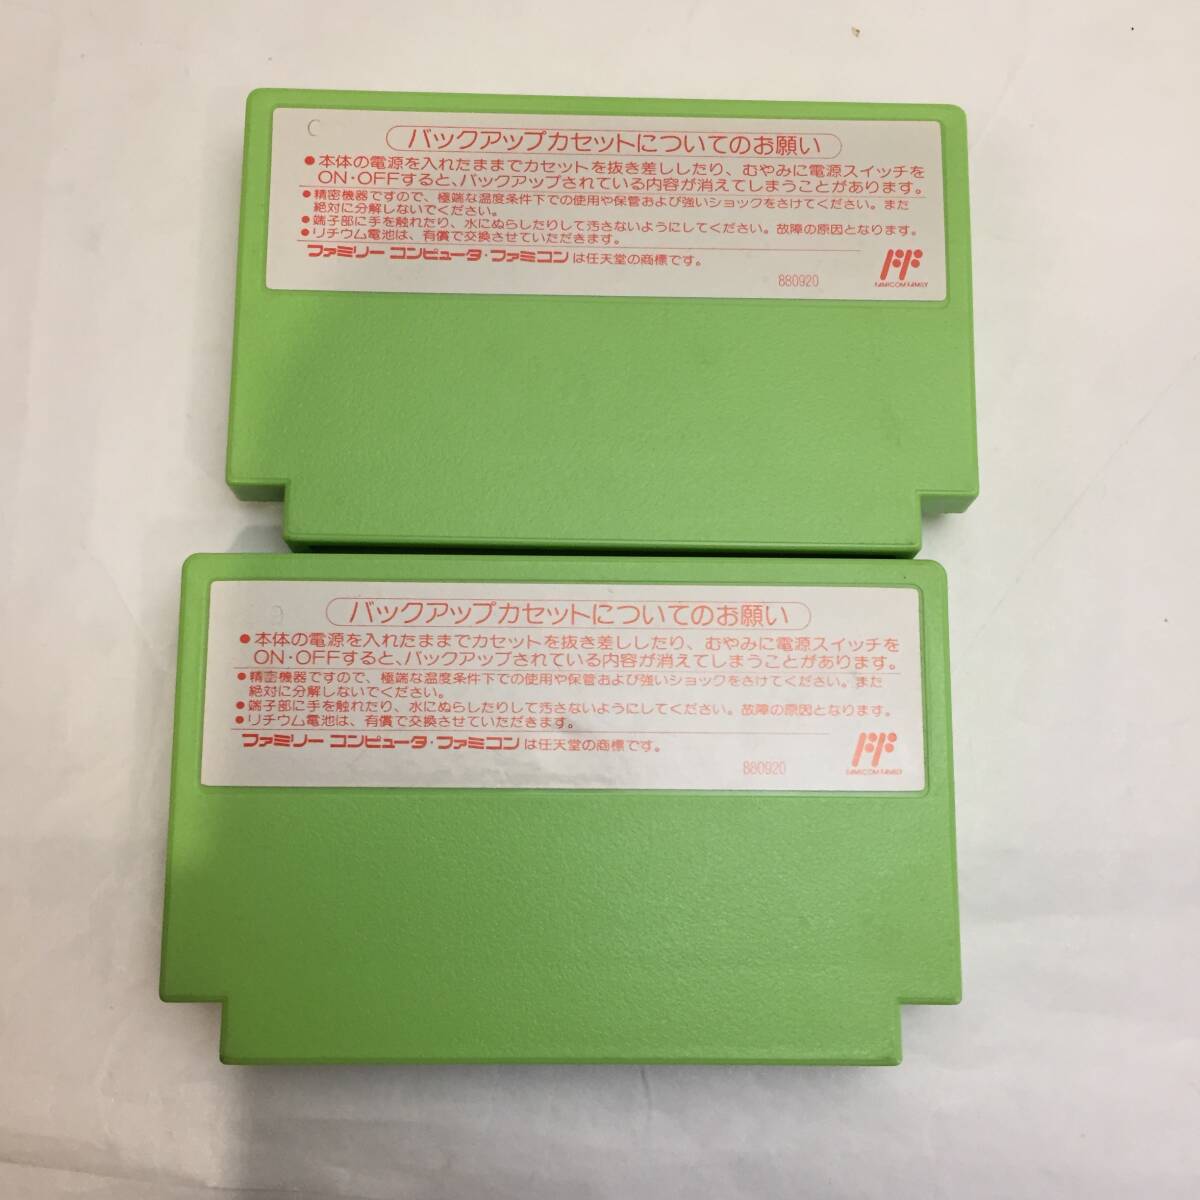 C
バックアップカセットについてのお願い
●本体の電源を入れたままでカセットを抜き差ししたり、むやみに電源スイッチを
ON・OFFすると、バックアップされている内容が消えてしまうことがあります。
●精密機器ですので、極端な温度条件下での使用や保管および強いショックをさけてください。また
絶対に分解しないでください。
●端子部に手を触れたり、水にぬらしたりして汚さないようにしてください。故障の原因となります。
●リチウム電池は、有償で交換させていただきます。
ファミリー コンピュータ・ファミコン は任天堂の商標です。
880920
FAMICOM FAMILY
バックアップカセットについてのお願い
●本体の電源を入れたままでカセットを抜き差ししたり、むやみに電源スイッチを
ON・OFFすると、バックアップされている内容が消えてしまうことがあります。
●精密機器ですので、極端な温度条件下での使用や保管および強いショックをさけてください。また
絶対に分解しないでください。
●端子部に手を触れたり、水にぬらしたりして汚さないようにしてください。故障の原因となります。
●リチウム電池は、有償で交換させていただきます。
ファミリー コンピュータ・ファミコン は任天堂の商標です。
880920
FAMICOM FAMILY